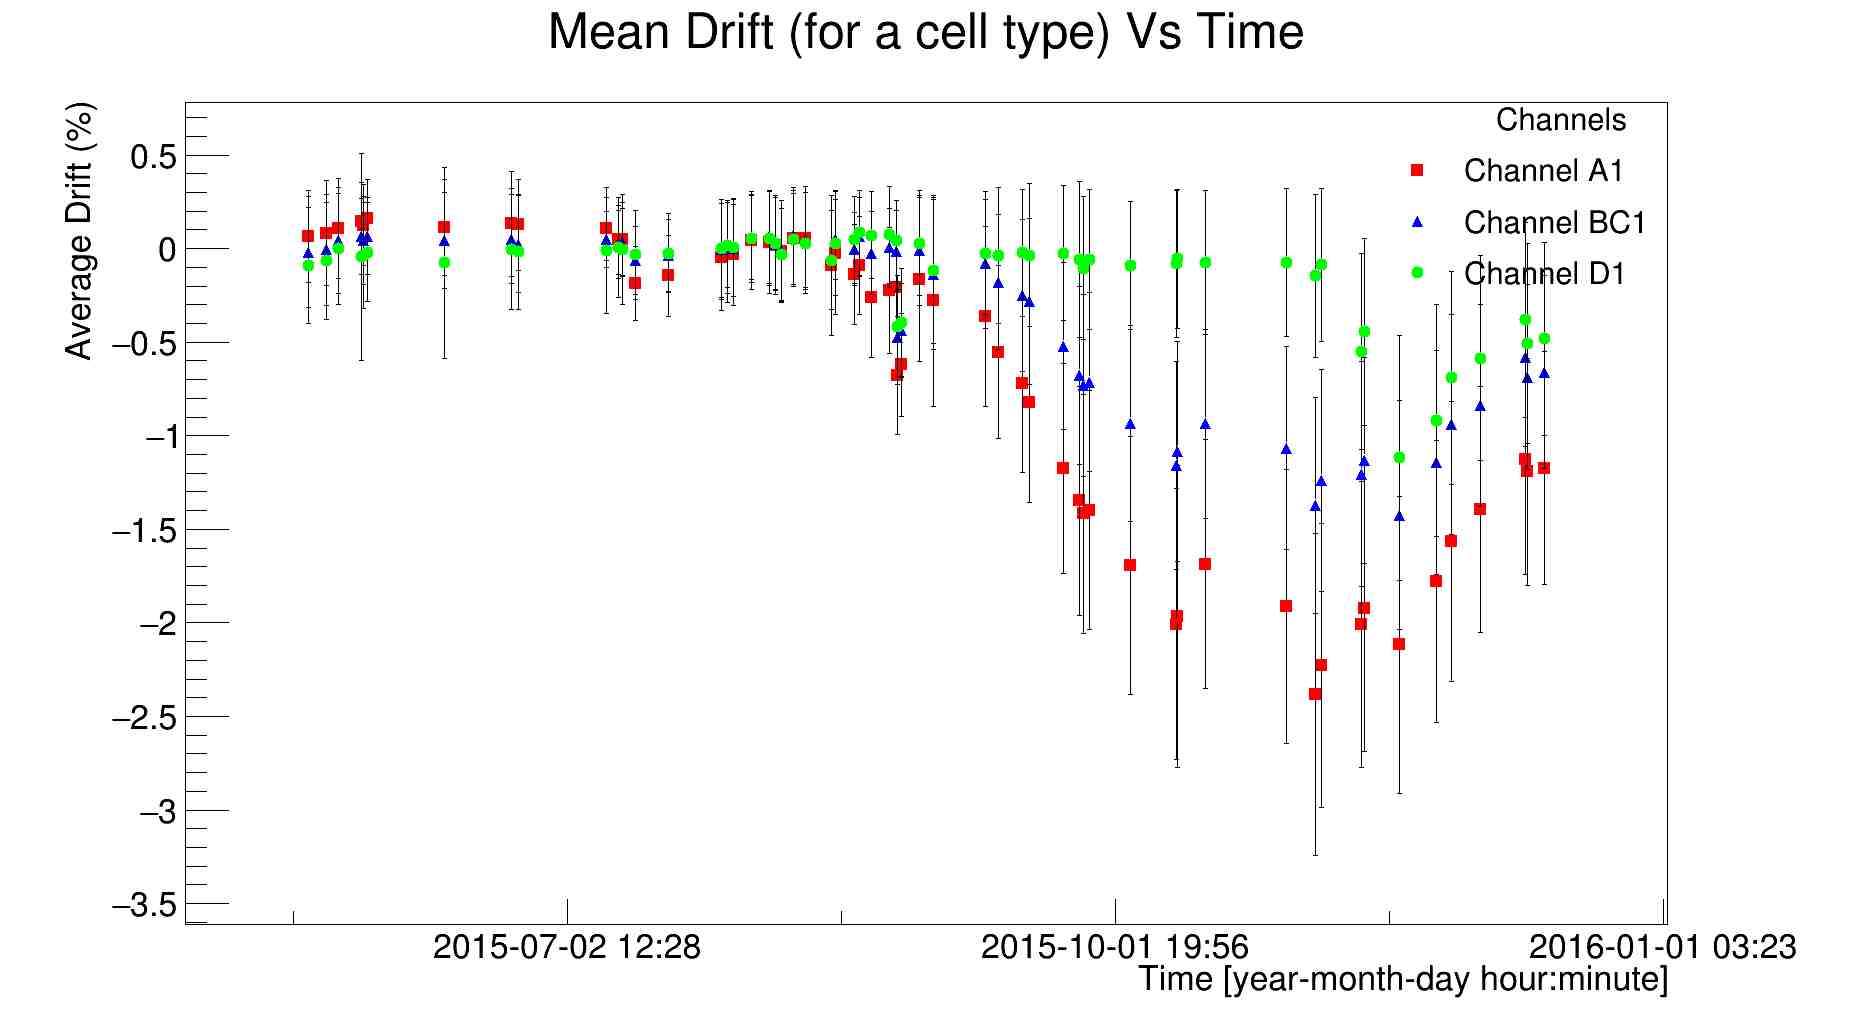 Mean Drift (for a cell type) Vs Time
Average Drift (%)
0.5
0
−0.5
−1
−1.5
−2
−2.5
−3
−3.5
Channels
Channel A1
Channel BC1
Channel D1
2015-07-02 12:28
2015-10-01 19:56
2016-01-01 03:23
Time [year-month-day hour:minute]